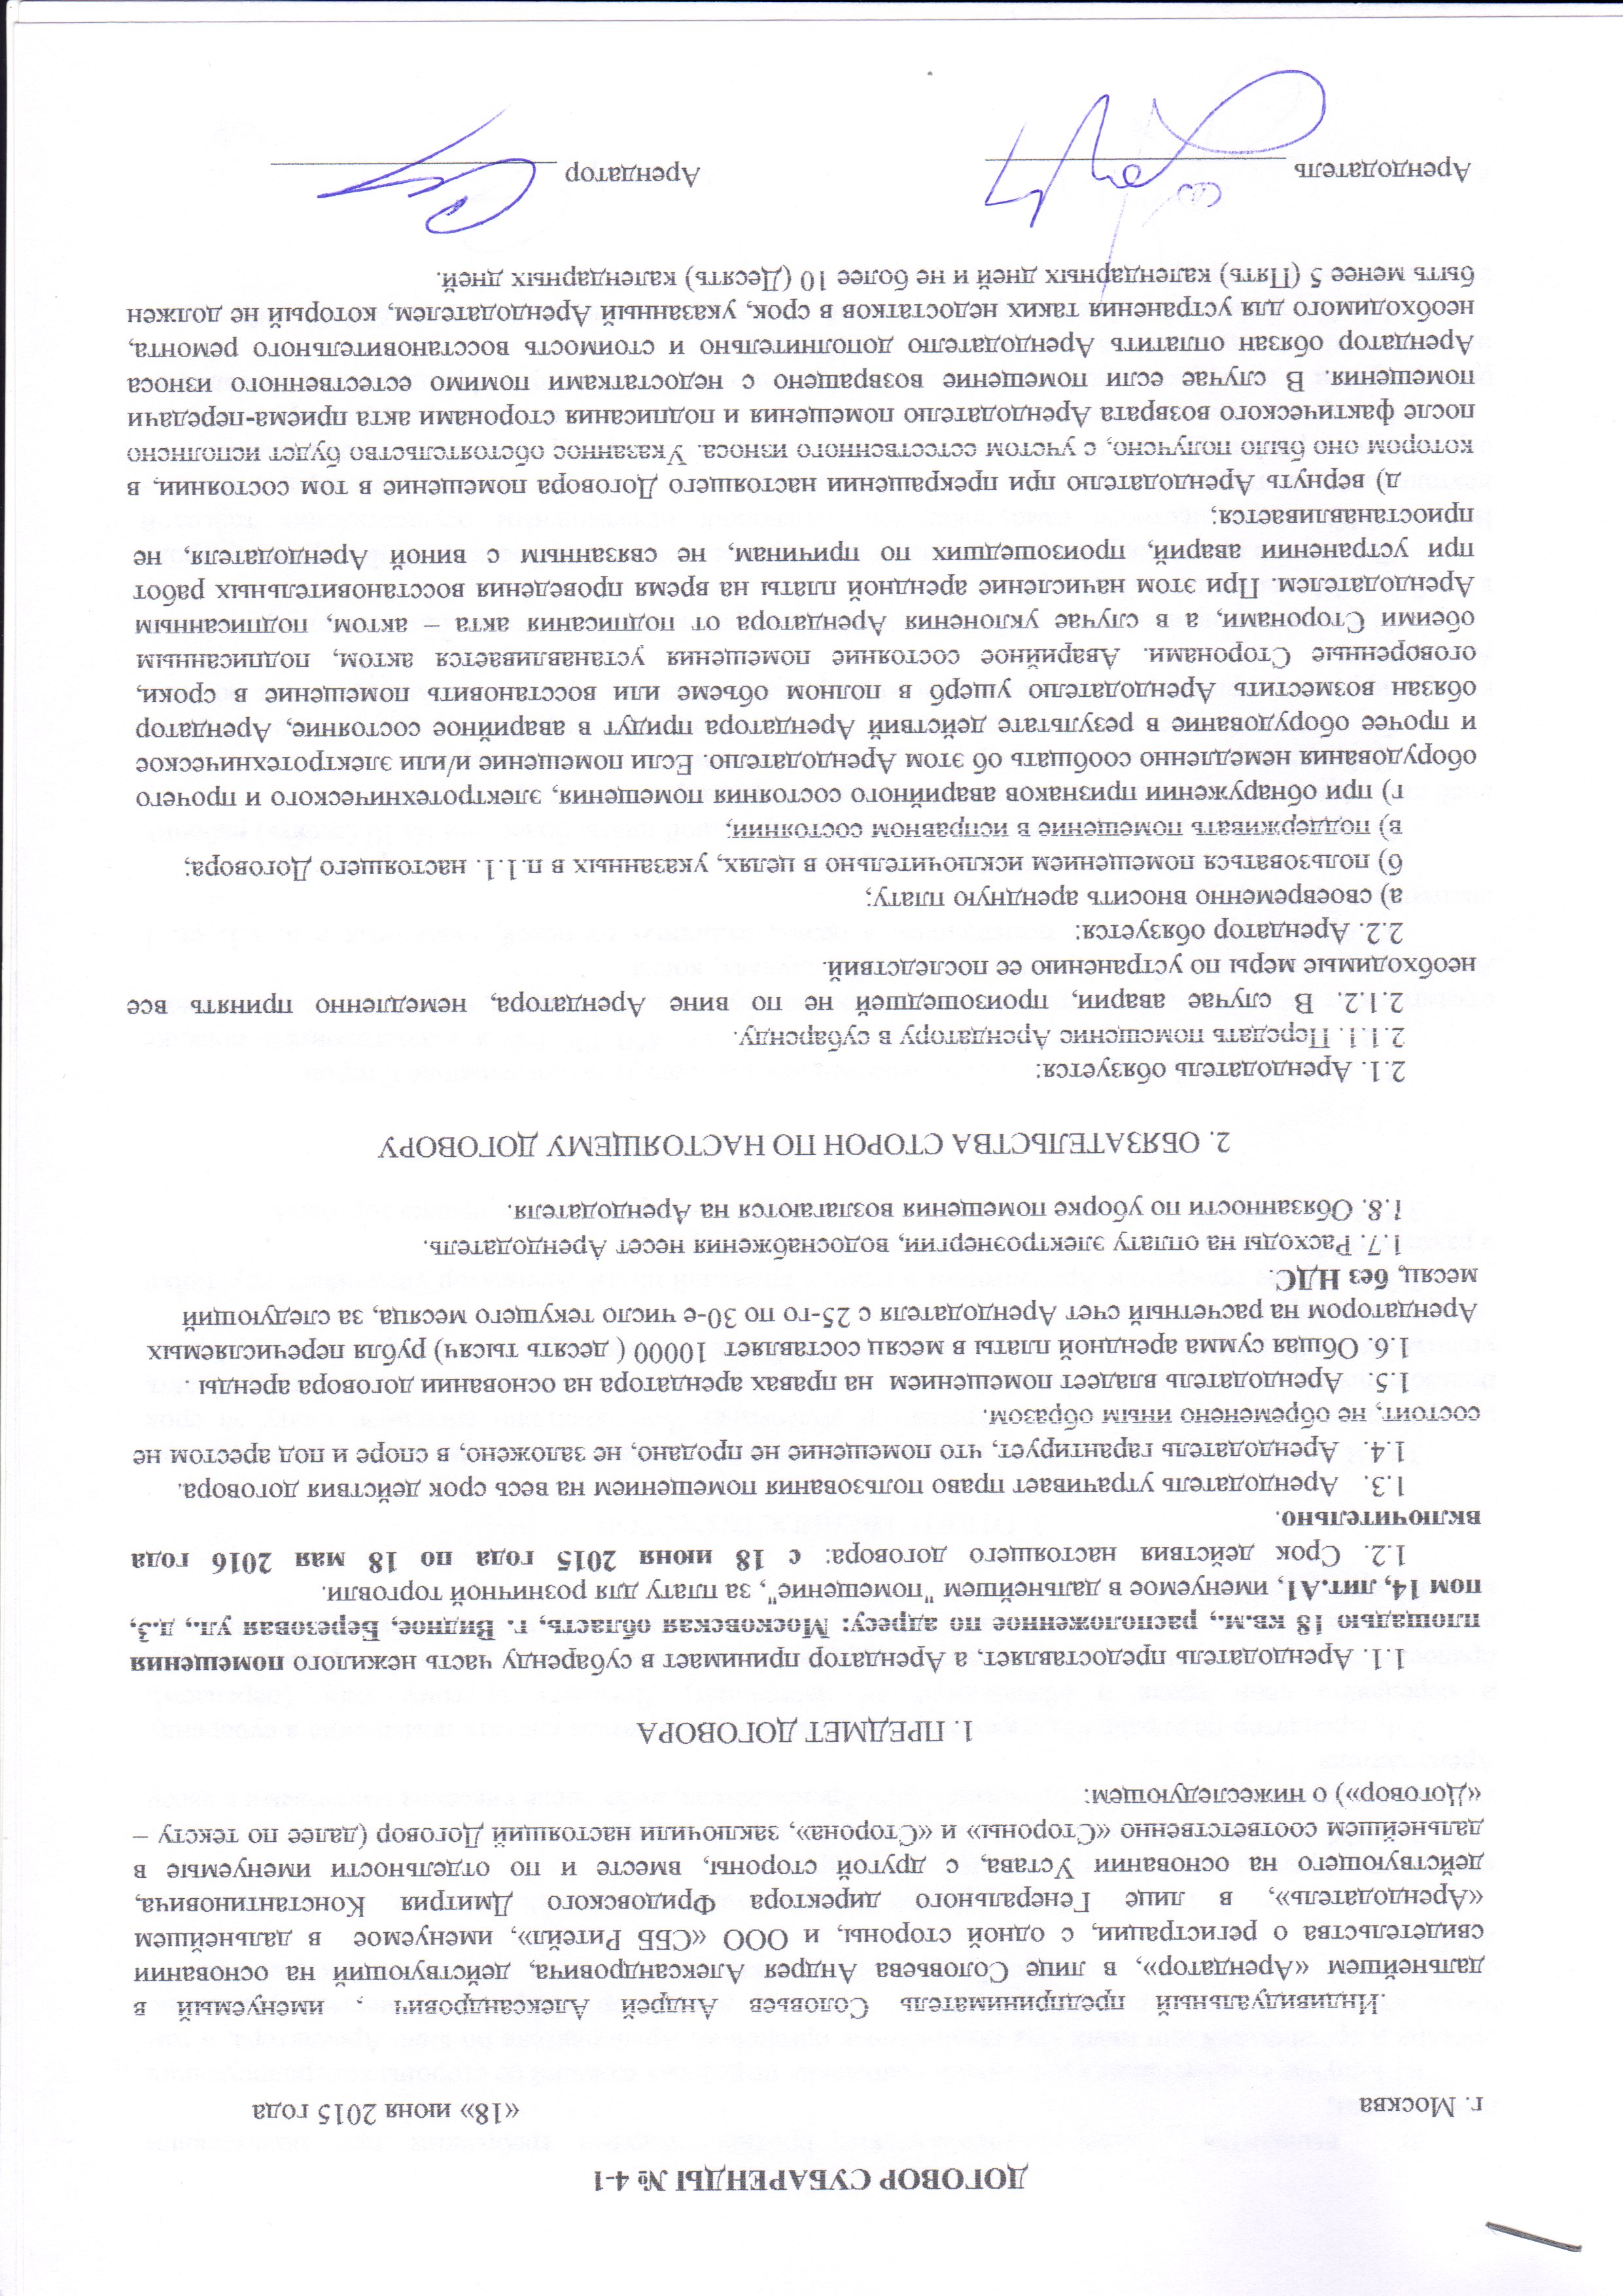 ДОГОВОР СУБАРЕНДЫ № 4-1
г. Москва «18» июня 2015 года
.Индивидуальный предприниматель Соловьев Андрей Александрович , именуемый в
дальнейшем «Арендатор», в лице Соловьева Андрея Александровича, действующий на основании
свидетельства о регистрации, с одной стороны, и ООО «СББ Ритейл», именуемое в дальнейшем
«Арендодатель», в лице Генерального директора Фридовского Дмитрия Константиновича,
действующего на основании Устава, с другой стороны, вместе и по отдельности именуемые в
дальнейшем соответственно «Стороны» и «Сторона», заключили настоящий Договор (далее по тексту –
«Договор») о нижеследующем:
1. ПРЕДМЕТ ДОГОВОРА
1.1. Арендодатель предоставляет, а Арендатор принимает в субаренду часть нежилого помещения
площадью 18 кв.м., расположенное по адресу: Московская область, г. Видное, Березовая ул., д.3,
пом 14, лит.А1, именуемое в дальнейшем "помещение", за плату для розничной торговли.
1.2. Срок действия настоящего договора: с 18 июня 2015 года по 18 мая 2016 года
включительно.
1.3. Арендодатель утрачивает право пользования помещением на весь срок действия договора.
1.4. Арендодатель гарантирует, что помещение не продано, не заложено, в споре и под арестом не
состоит, не обременено иным образом.
1.5. Арендодатель владеет помещением на правах арендатора на основании договора аренды .
1.6. Общая сумма арендной платы в месяц составляет 10000 ( десять тысяч) рубля перечисляемых
Арендатором на расчетный счет Арендодателя с 25-го по 30-е число текущего месяца, за следующий
месяц, без НДС.
1.7. Расходы на оплату электроэнергии, водоснабжения несет Арендодатель.
1.8. Обязанности по уборке помещения возлагаются на Арендодателя.
2. ОБЯЗАТЕЛЬСТВА СТОРОН ПО НАСТОЯЩЕМУ ДОГОВОРУ
2.1. Арендодатель обязуется:
2.1.1. Передать помещение Арендатору в субаренду.
2.1.2. В случае аварии, произошедшей не по вине Арендатора, немедленно принять все
необходимые меры по устранению ее последствий.
2.2. Арендатор обязуется:
а) своевременно вносить арендную плату;
б) пользоваться помещением исключительно в целях, указанных в п.1.1. настоящего Договора;
в) поддерживать помещение в исправном состоянии;
г) при обнаружении признаков аварийного состояния помещения, электротехнического и прочего
оборудования немедленно сообщать об этом Арендодателю. Если помещение и/или электротехническое
и прочее оборудование в результате действий Арендатора придут в аварийное состояние, Арендатор
обязан возместить Арендодателю ущерб в полном объеме или восстановить помещение в сроки,
оговоренные Сторонами. Аварийное состояние помещения устанавливается актом, подписанным
обеими Сторонами, а в случае уклонения Арендатора от подписания акта – актом, подписанным
Арендодателем. При этом начисление арендной платы на время проведения восстановительных работ
при устранении аварий, произошедших по причинам, не связанным с виной Арендодателя, не
приостанавливается;
д) вернуть Арендодателю при прекращении настоящего Договора помещение в том состоянии, в
котором оно было получено, с учетом естественного износа. Указанное обстоятельство будет исполнено
после фактического возврата Арендодателю помещения и подписания сторонами акта приема-передачи
помещения. В случае если помещение возвращено с недостатками помимо естественного износа
Арендатор обязан оплатить Арендодателю дополнительно и стоимость восстановительного ремонта,
необходимого для устранения таких недостатков в срок, указанный Арендодателем, который не должен
быть менее 5 (Пять) календарных дней и не более 10 (Десять) календарных дней.
Арендодатель Арендатор